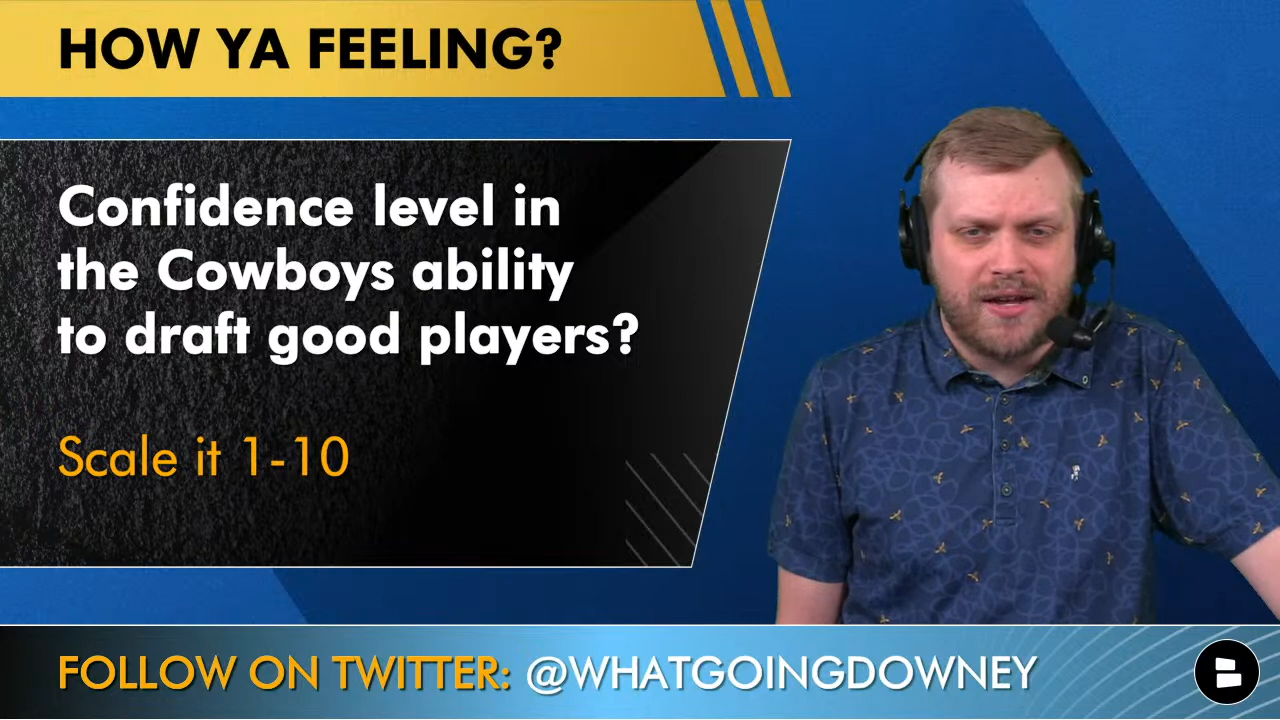 HOW YA FEELING?
Confidence level in
the Cowboys ability
to draft good players?
Scale it 1-10
FOLLOW ON TWITTER: @WHATGOINGDOWNEY